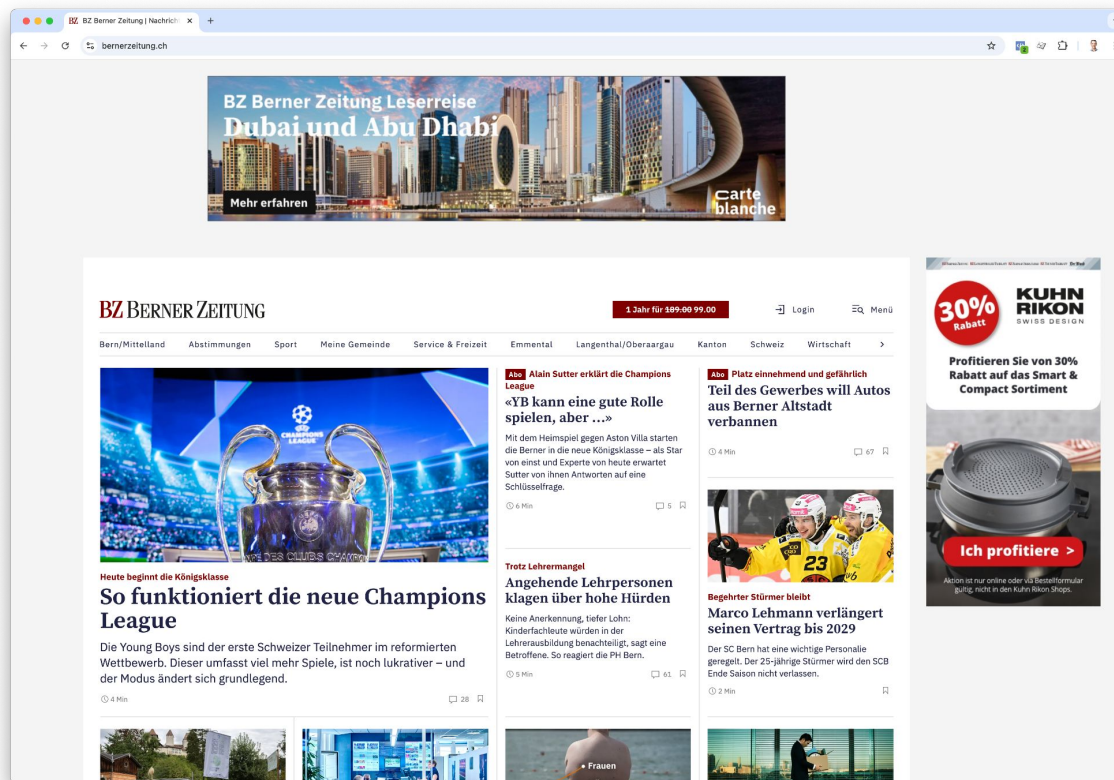 BZ BZ Berner Zeitung | Nachrich
bernerzeitung.ch
BZ Berner Zeitung Leserreise
Dubai und Abu Dhabi
Mehr erfahren
carte
blanche
BZ BERNER ZEITUNG
1 Jahr für 189.00 99.00
Login
Menü
Bern/Mittelland Abstimmungen Sport Meine Gemeinde Service & Freizeit Emmental Langenthal/Oberaargau Kanton Schweiz Wirtschaft
CHAMPIONS
LEAGUE
Heute beginnt die Königsklasse
So funktioniert die neue Champions
League
Die Young Boys sind der erste Schweizer Teilnehmer im reformierten
Wettbewerb. Dieser umfasst viel mehr Spiele, ist noch lukrativer – und
der Modus ändert sich grundlegend.
4 Min
28
Abo Alain Sutter erklärt die Champions
League
«YB kann eine gute Rolle
spielen, aber …»
Mit dem Heimspiel gegen Aston Villa starten
die Berner in die neue Königsklasse – als Star
von einst und Experte von heute erwartet
Sutter von ihnen Antworten auf eine
Schlüsselfrage.
6 Min
5
Trotz Lehrermangel
Angehende Lehrpersonen
klagen über hohe Hürden
Keine Anerkennung, tiefer Lohn:
Kinderfachleute würden in der
Lehrerausbildung benachteiligt, sagt eine
Betroffene. So reagiert die PH Bern.
5 Min
61
• Frauen
Abo Platz einnehmend und gefährlich
Teil des Gewerbes will Autos
aus Berner Altstadt
verbannen
4 Min
67
23
Begehrter Stürmer bleibt
Marco Lehmann verlängert
seinen Vertrag bis 2029
Der SC Bern hat eine wichtige Personalie
geregelt. Der 25-jährige Stürmer wird den SCB
Ende Saison nicht verlassen.
2 Min
30%
Rabatt
KUHN
RIKON
SWISS DESIGN
Profitieren Sie von 30%
Rabatt auf das Smart &
Compact Sortiment
Ich profitiere >
Aktion ist nur online oder via Bestellformular
gültig, nicht in den Kuhn Rikon Shops.